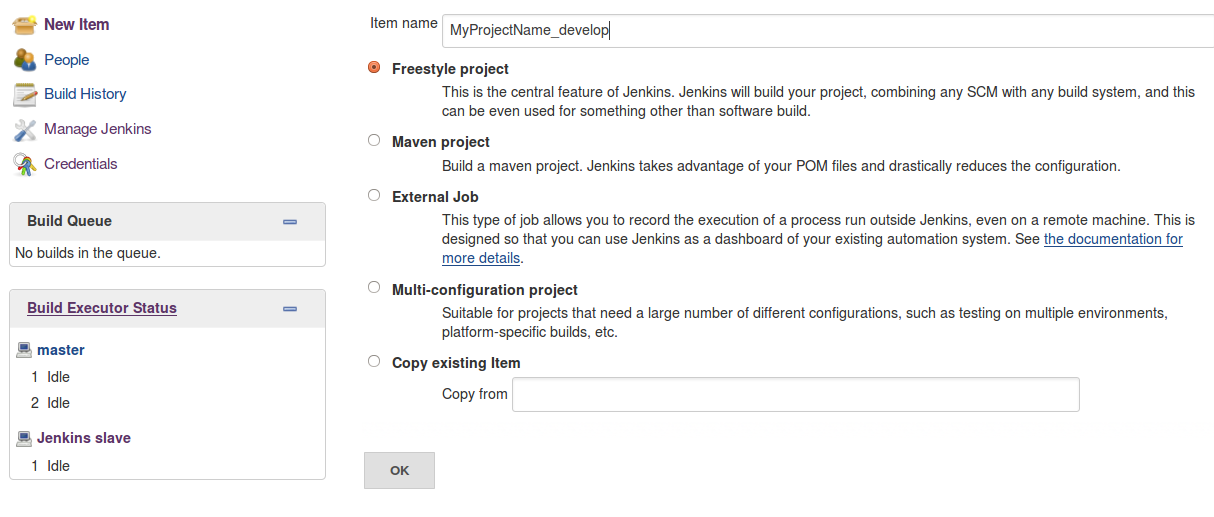 New Item
People
Build History
Manage Jenkins
Credentials
Build Queue
No builds in the queue.
Build Executor Status
master
1 Idle
2 Idle
Jenkins slave
1 Idle
Item name MyProjectName_develop
Freestyle project
This is the central feature of Jenkins. Jenkins will build your project, combining any SCM with any build system, and this
can be even used for something other than software build.
Maven project
Build a maven project. Jenkins takes advantage of your POM files and drastically reduces the configuration.
External Job
This type of job allows you to record the execution of a process run outside Jenkins, even on a remote machine. This is
designed so that you can use Jenkins as a dashboard of your existing automation system. See the documentation for
more details.
Multi-configuration project
Suitable for projects that need a large number of different configurations, such as testing on multiple environments,
platform-specific builds, etc.
Copy existing Item
Copy from
OK